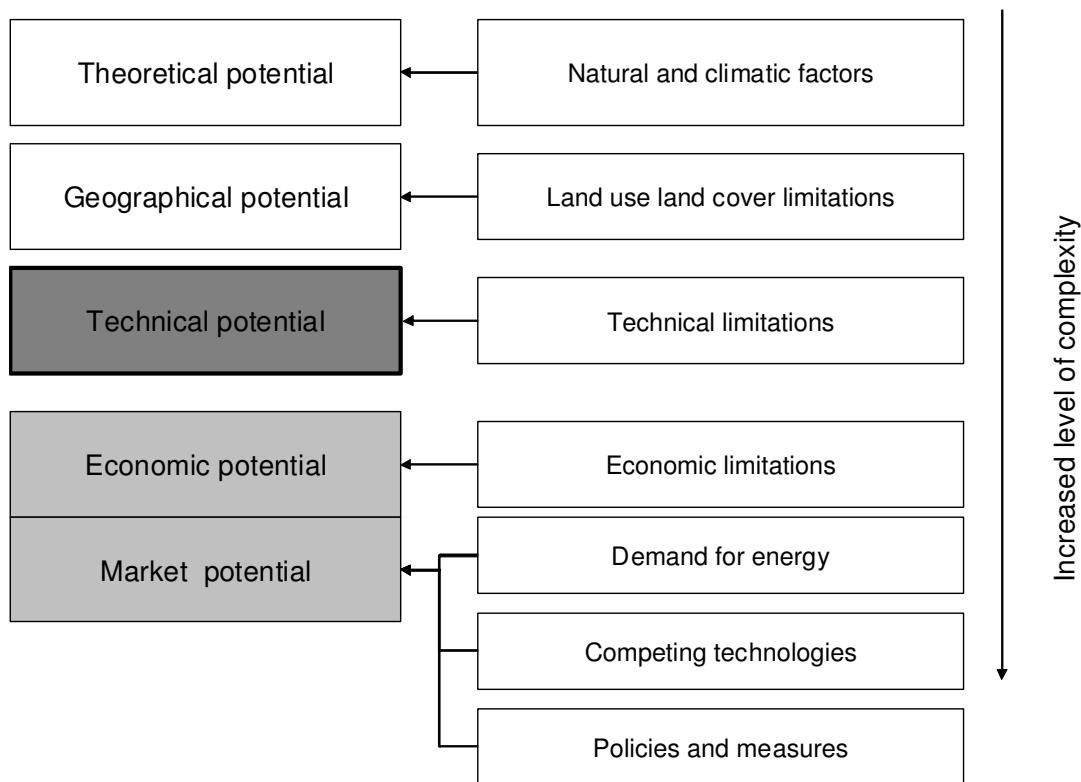 Theoretical potential
Natural and climatic factors
Geographical potential
Land use land cover limitations
Technical potential
Technical limitations
Economic potential
Economic limitations
Market potential
Demand for energy
Competing technologies
Policies and measures
Increased level of complexity